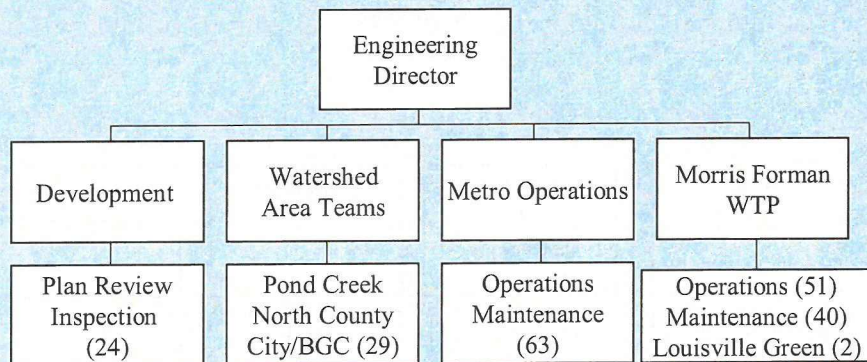 Engineering
Director
Development
Watershed
Area Teams
Metro Operations
Morris Forman
WTP
Plan Review
Inspection
(24)
Pond Creek
North County
City/BGC (29)
Operations
Maintenance
(63)
Operations (51)
Maintenance (40)
Louisville Green (2)